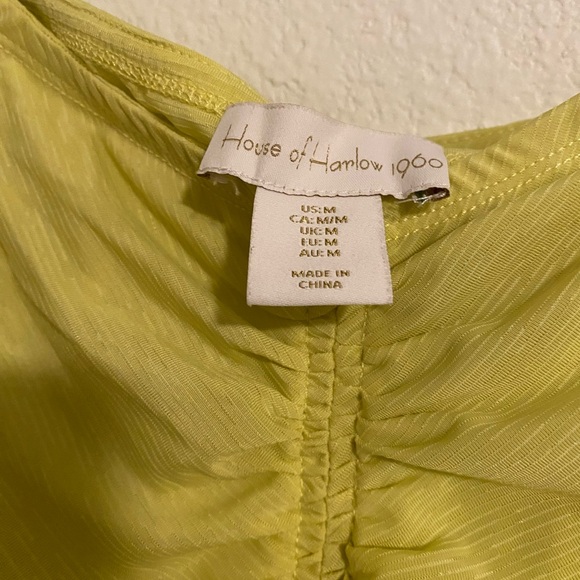 House of Harlow 1960
US: M
CA: M/M
UK: M
EU: M
AU: M
MADE IN
CHINA